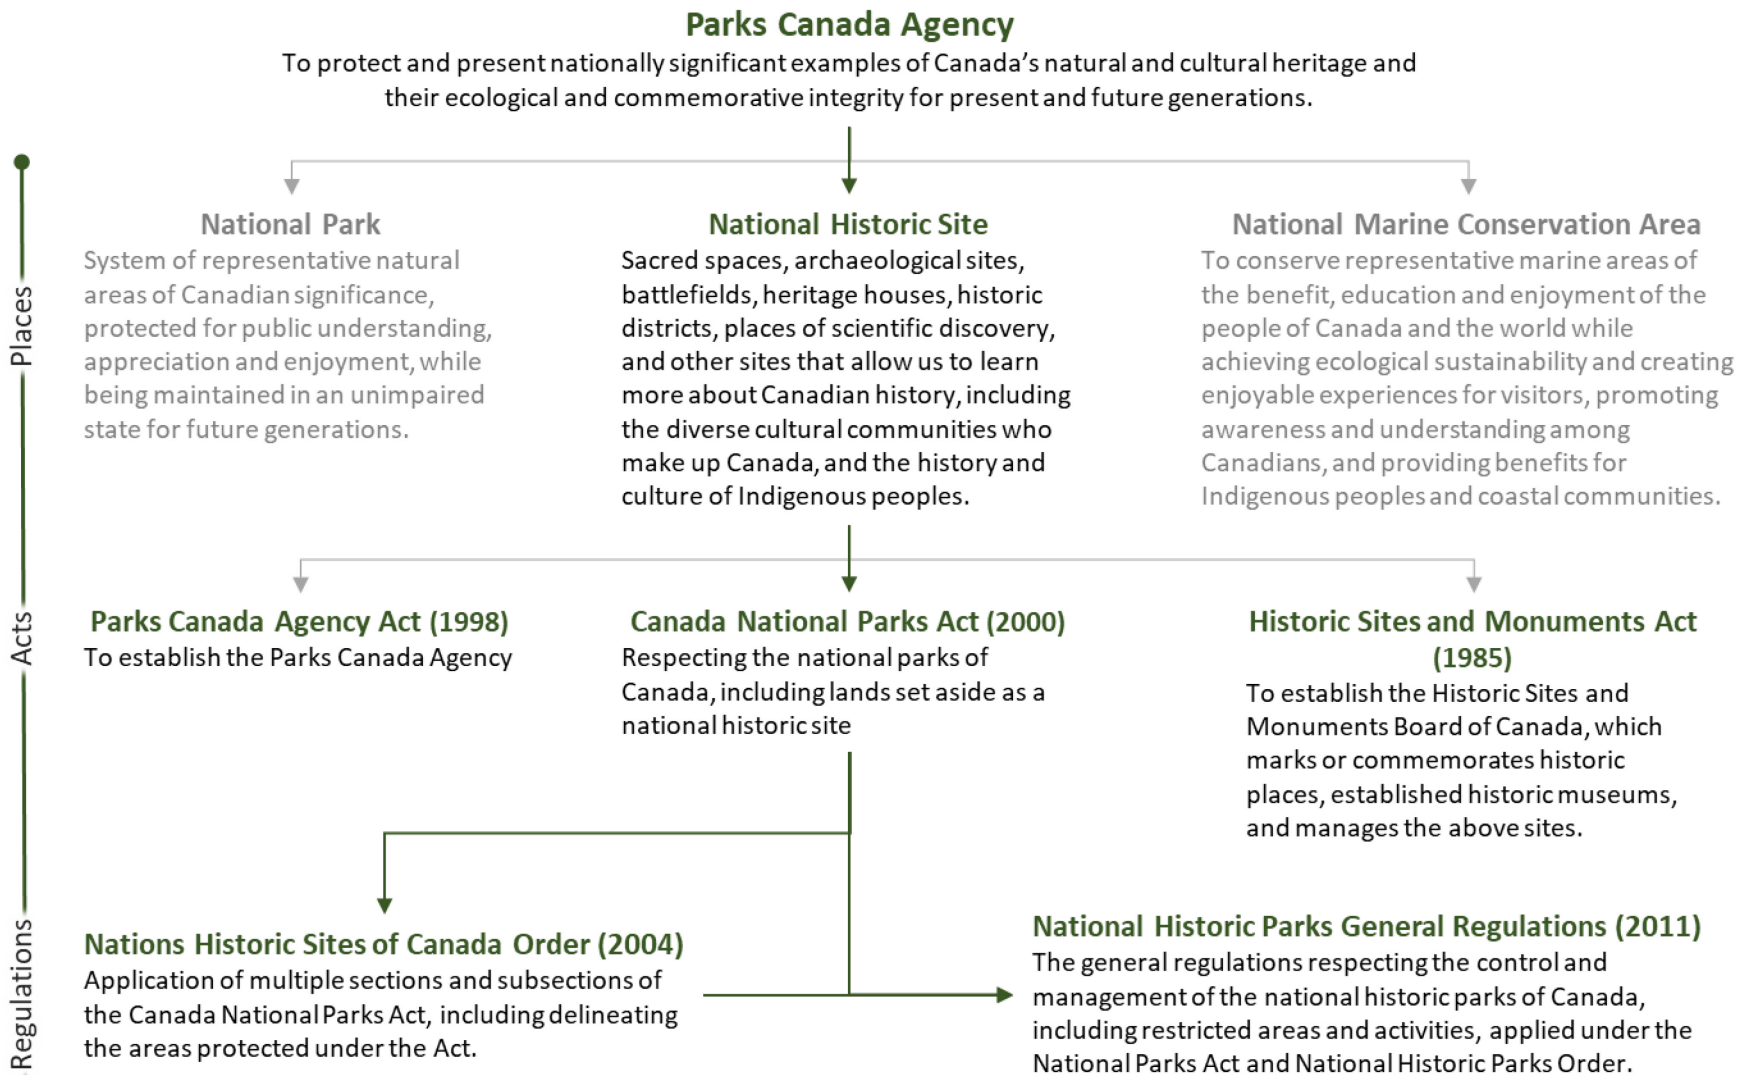 Parks Canada Agency
To protect and present nationally significant examples of Canada's natural and cultural heritage and
their ecological and commemorative integrity for present and future generations.
Places
National Park
System of representative natural
areas of Canadian significance,
protected for public understanding,
appreciation and enjoyment, while
being maintained in an unimpaired
state for future generations.
National Historic Site
Sacred spaces, archaeological sites,
battlefields, heritage houses, historic
districts, places of scientific discovery,
and other sites that allow us to learn
more about Canadian history, including
the diverse cultural communities who
make up Canada, and the history and
culture of Indigenous peoples.
National Marine Conservation Area
To conserve representative marine areas of
the benefit, education and enjoyment of the
people of Canada and the world while
achieving ecological sustainability and creating
enjoyable experiences for visitors, promoting
awareness and understanding among
Canadians, and providing benefits for
Indigenous peoples and coastal communities.
Acts
Parks Canada Agency Act (1998)
To establish the Parks Canada Agency
Canada National Parks Act (2000)
Respecting the national parks of
Canada, including lands set aside as a
national historic site
Historic Sites and Monuments Act
(1985)
To establish the Historic Sites and
Monuments Board of Canada, which
marks or commemorates historic
places, established historic museums,
and manages the above sites.
Regulations
Nations Historic Sites of Canada Order (2004)
Application of multiple sections and subsections of
the Canada National Parks Act, including delineating
the areas protected under the Act.
National Historic Parks General Regulations (2011)
The general regulations respecting the control and
management of the national historic parks of Canada,
including restricted areas and activities, applied under the
National Parks Act and National Historic Parks Order.